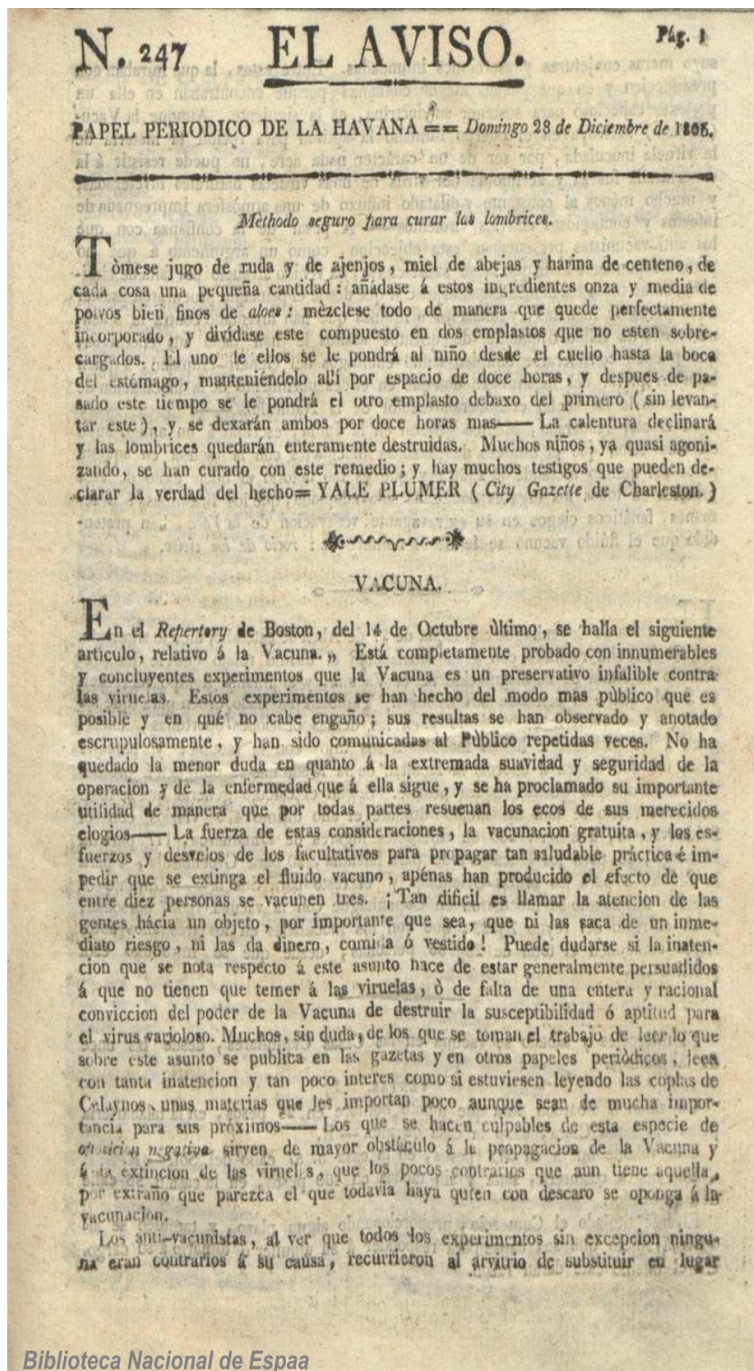 N. 247 EL AVISO. Pág. 1
PAPEL PERIODICO DE LA HAVANA == Domingo 28 de Diciembre de
Mèthodo seguro para curar las lombrices.
Tòmese jugo de ruda y de ajenjos, miel de abejas y harina de centeno, de
cada cosa una pequeña cantidad: añádase á estos ingredientes onza y media de
polvos bien finos de aloes: mèzclese todo de manera que quede perfectamente
incorporado, y divídase este compuesto en dos emplastos que no esten sobre-
cargados. El uno de ellos se le pondrá al niño desde el cuello hasta la boca
del estómago, manteniéndolo allí por espacio de doce horas, y despues de pa-
sado este tiempo se le pondrá el otro emplasto debaxo del primero (sin levan-
tar este), y se dexarán ambos por doce horas mas—— La calentura declinará
y las lombrices quedarán enteramente destruidas. Muchos niños, ya quasi agoni-
zando, se han curado con este remedio; y hay muchos testigos que pueden de-
clarar la verdad del hecho= YALE PLUMER (City Gazette de Charleston.)
VACUNA.
En el Repertory de Boston, del 14 de Octubre ùltimo, se halla el siguiente
articulo, relativo á la Vacuna. „ Está completamente probado con innumerables
y concluyentes experimentos que la Vacuna es un preservativo infalible contra
las viruelas. Estos experimentos se han hecho del modo mas público que es
posible y en qué no cabe engaño; sus resultas se han observado y anotado
escrupulosamente, y han sido comunicadas al Público repetidas veces. No ha
quedado la menor duda en quanto á la extremada suavidad y seguridad de la
operacion y de la enfermedad que á ella sigue, y se ha proclamado su importante
utilidad de manera que por todas partes resuenan los ecos de sus merecidos
elogios—— La fuerza de estas consideraciones, la vacunacion gratuita, y los es-
fuerzos y desvelos de los facultativos para propagar tan saludable práctica é im-
pedir que se extinga el fluido vacuno, apénas han producido el efecto de que
entre diez personas se vacunen tres. ¡Tan dificil es llamar la atencion de las
gentes hácia un objeto, por importante que sea, que ni las saca de un inme-
diato riesgo, ni las da dinero, comida ó vestido! Puede dudarse si la inaten-
cion que se nota respecto á este asunto nace de estar generalmente persuadidos
á que no tienen que temer á las viruelas, ò de falta de una entera y racional
conviccion del poder de la Vacuna de destruir la susceptibilidad ó aptitud para
el virus varioloso. Muchos, sin duda, de los que se toman el trabajo de leer lo que
sobre este asunto se publica en las gazetas y en otros papeles periòdicos, leen
con tanta inatencion y tan poco interes como si estuviesen leyendo las coplas de
Calaynos, unas materias que les importan poco aunque sean de mucha impor-
tancia para sus próximos—— Los que se hacen culpables de esta especie de
oposicion negativa sirven de mayor obstáculo á la propagacion de la Vacuna y
á la extincion de las viruelas, que los pocos contrarios que aun tiene aquella,
por extraño que parezca el que todavia haya quien con descaro se oponga á la
vacunacion.
Los anti-vacunistas, al ver que todos los experimentos sin excepcion ningu-
na eran contrarios á su causa, recurrieron al arvitrio de substituir en lugar
Biblioteca Nacional de Espaa